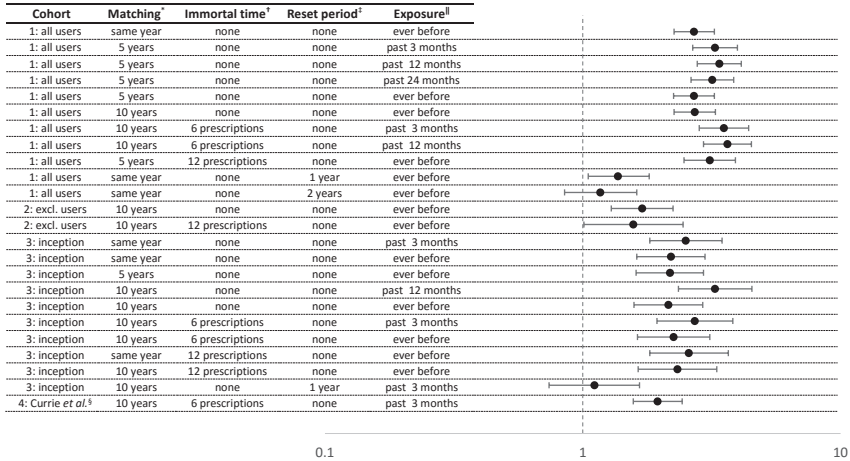 Cohort Matching* Immortal time† Reset period‡ Exposure‖
1: all users same year none none ever before
1: all users 5 years none none past 3 months
1: all users 5 years none none past 12 months
1: all users 5 years none none past 24 months
1: all users 5 years none none ever before
1: all users 10 years none none ever before
1: all users 10 years 6 prescriptions none past 3 months
1: all users 10 years 6 prescriptions none past 12 months
1: all users 5 years 12 prescriptions none ever before
1: all users same year none 1 year ever before
1: all users same year none 2 years ever before
2: excl. users 10 years none none ever before
2: excl. users 10 years 12 prescriptions none ever before
3: inception same year none none past 3 months
3: inception same year none none ever before
3: inception 5 years none none ever before
3: inception 10 years none none past 12 months
3: inception 10 years none none ever before
3: inception 10 years 6 prescriptions none past 3 months
3: inception 10 years 6 prescriptions none ever before
3: inception same year 12 prescriptions none ever before
3: inception 10 years 12 prescriptions none ever before
3: inception 10 years none 1 year past 3 months
4: Currie et al.§ 10 years 6 prescriptions none past 3 months
0.1 1 10